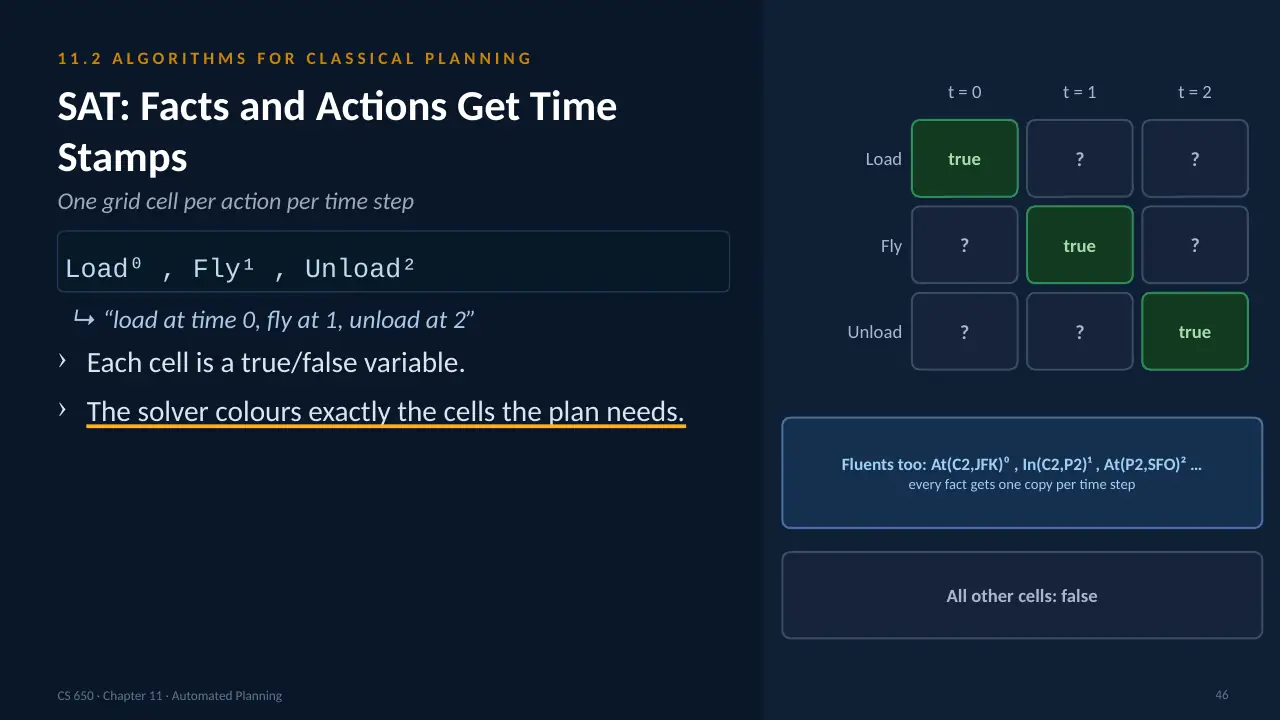 11.2 ALGORITHMS FOR CLASSICAL PLANNING
SAT: Facts and Actions Get Time
Stamps
One grid cell per action per time step
Load⁰ , Fly¹ , Unload²
↪ “load at time 0, fly at 1, unload at 2”
› Each cell is a true/false variable.
› The solver colours exactly the cells the plan needs.
t = 0 t = 1 t = 2
Load true ? ?
Fly ? true ?
Unload ? ? true
Fluents too: At(C2,JFK)⁰ , In(C2,P2)¹ , At(P2,SFO)² …
every fact gets one copy per time step
All other cells: false
CS 650 · Chapter 11 · Automated Planning
46